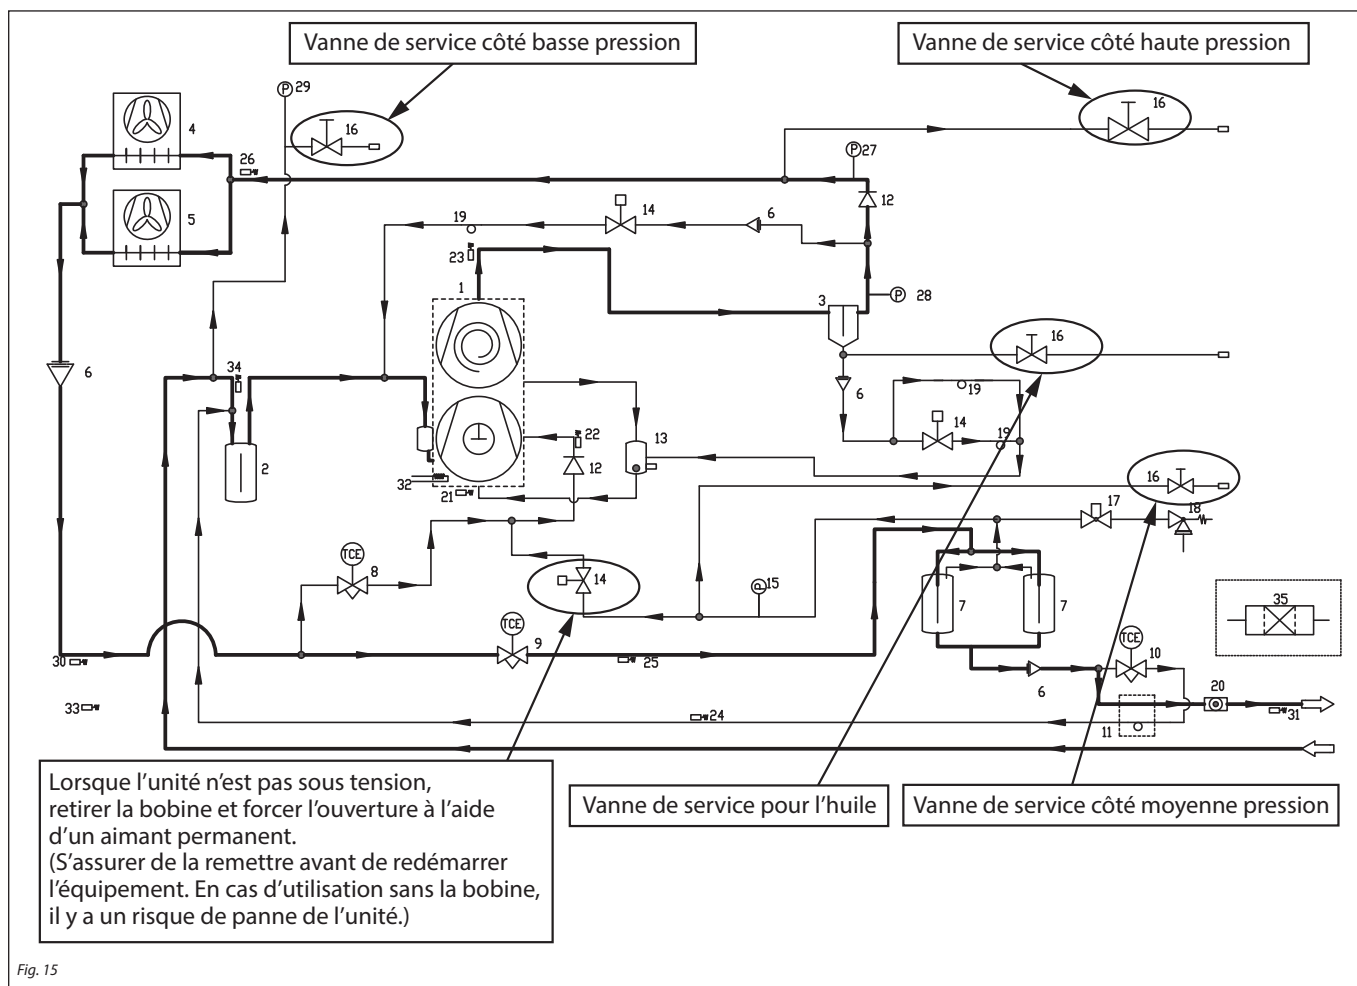 Vanne de service côté basse pression
Vanne de service côté haute pression
P 29
16
16
4
26
P 27
12
5
19
14
6
23
1
3
P 28
16
6
34
6
19
14
19
22
13
2
12
32
21
16
17
18
TCE
8
14
P 15
7
7
35
TCE
9
TCE
10
30
25
6
20
33
24
11
31
Lorsque l’unité n’est pas sous tension,
retirer la bobine et forcer l’ouverture à l’aide
d’un aimant permanent.
(S’assurer de la remettre avant de redémarrer
l’équipement. En cas d’utilisation sans la bobine,
il y a un risque de panne de l’unité.)
Vanne de service pour l’huile
Vanne de service côté moyenne pression
Fig. 15